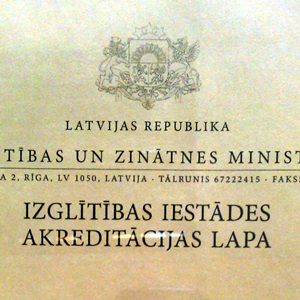 LATVIJAS REPUBLIKA
TĪBAS UN ZINĀTNES MINIST
A 2, RĪGA, LV 1050, LATVIJA · TĀLRUNIS 67222415 · FAKS
IZGLĪTĪBAS IESTĀDES
AKREDITĀCIJAS LAPA